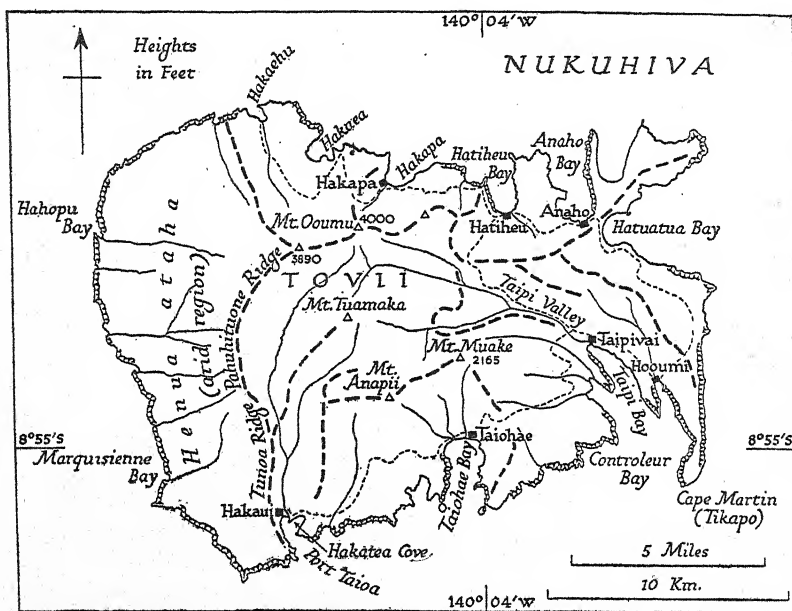 140° 04' W
Heights
in Feet
NUKUHIVA
Hakaehu
Haknea
Hakapa
Hakapa
Hatiheu
Bay
Anaho
Bay
Hahopu
Bay
Mt. Ooumu
4000
Hatiheu
Anaho
Hatuatua Bay
3890
TOVII
Henua ataha
(arid region)
Pahuhituone Ridge
Mt. Tuamaka
Taipi Valley
Taipivai
Mt. Muake
2165
Hooumi
Mt.
Anapii
Taipi Bay
8°55'S
Taiohae
8°55'S
Marquisienne
Bay
Tunoa Ridge
Controleur
Bay
Taiohae Bay
Cape Martin
(Tikapo)
Hakaui
Hakatea Cove
Port Taioa
5 Miles
10 Km.
140° 04' W